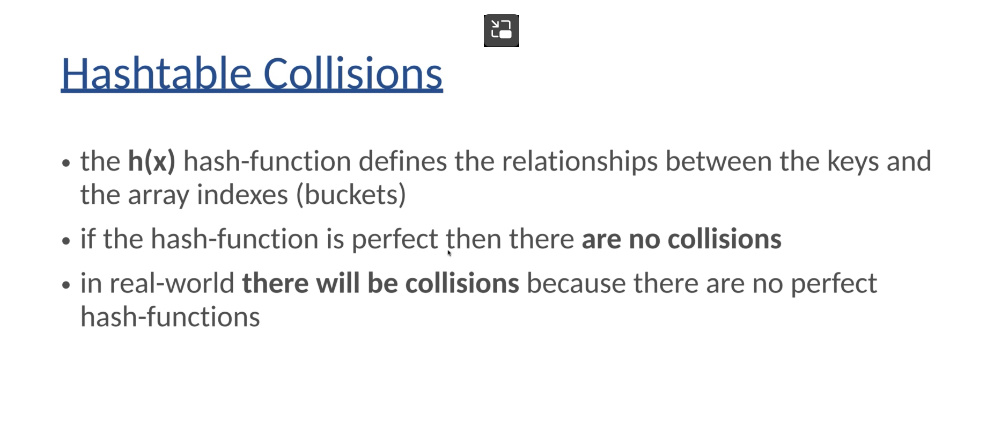 Hashtable Collisions
• the h(x) hash-function defines the relationships between the keys and
the array indexes (buckets)
• if the hash-function is perfect then there are no collisions
• in real-world there will be collisions because there are no perfect
hash-functions